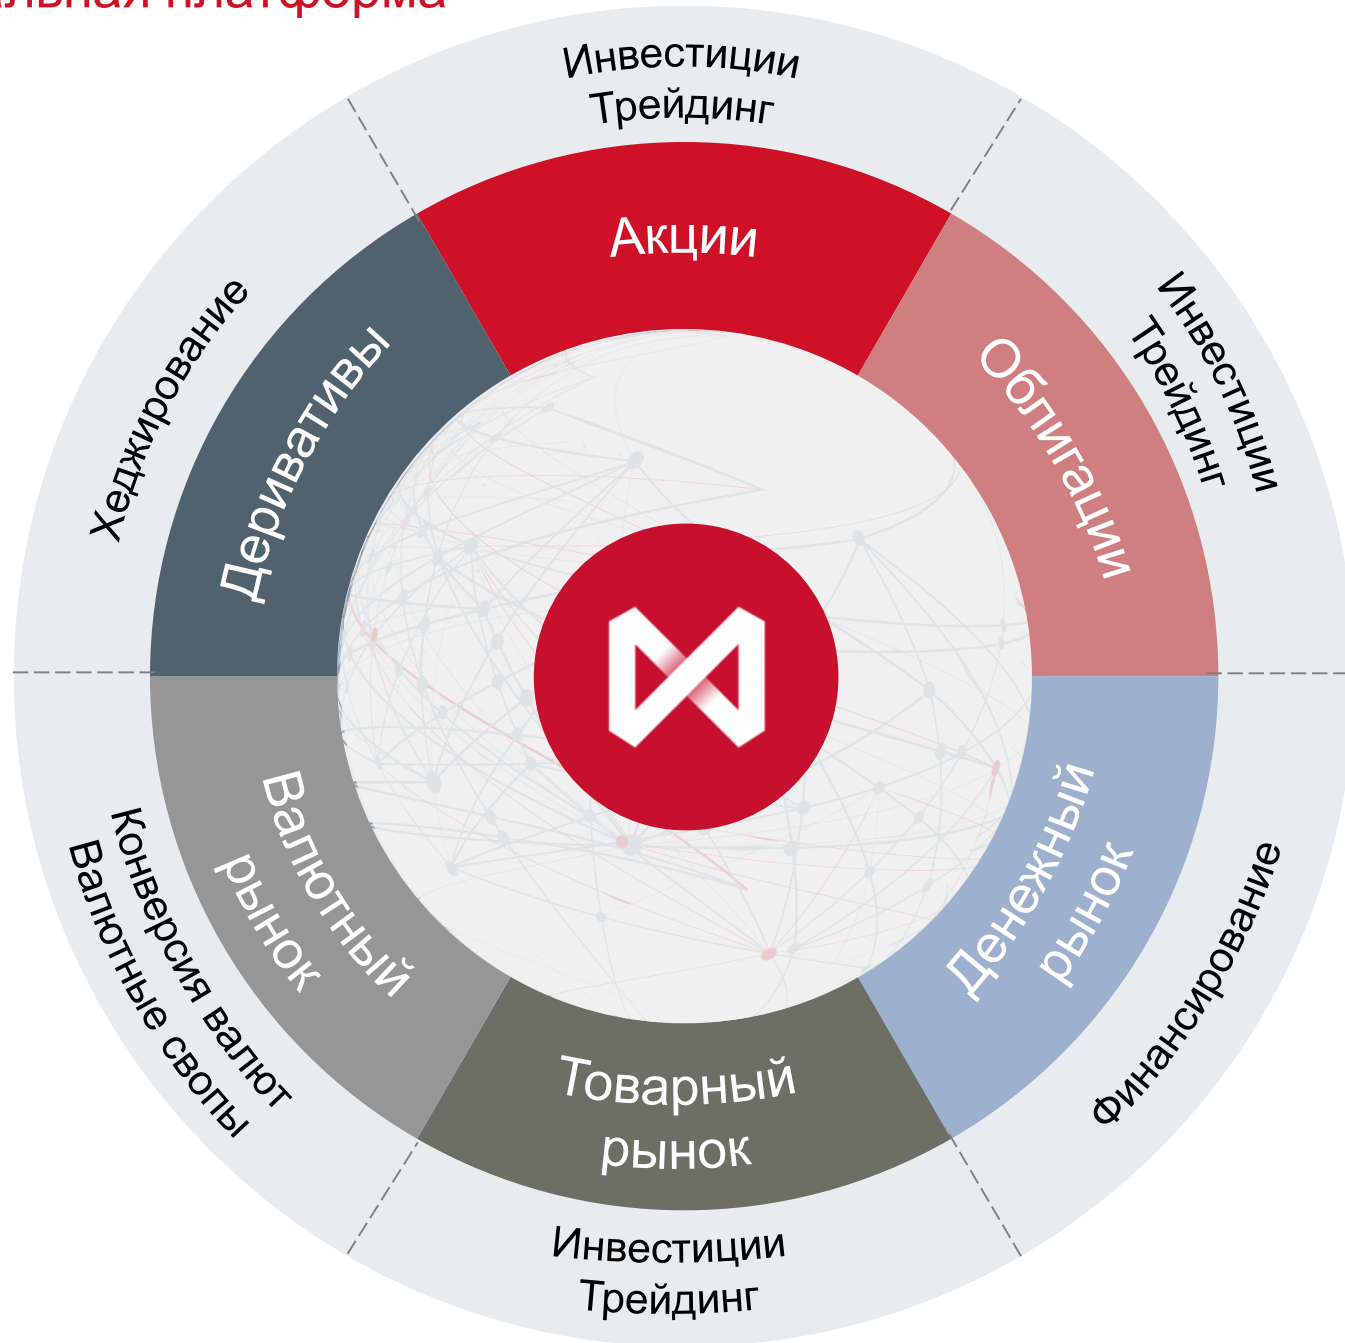 платформа
Инвестиции
Трейдинг
Акции
Инвестиции
Трейдинг
Облигации
Денежный
рынок
Финансирование
Товарный
рынок
Инвестиции
Трейдинг
Валютный
рынок
Конверсия валют
Валютные свопы
Деривативы
Хеджирование